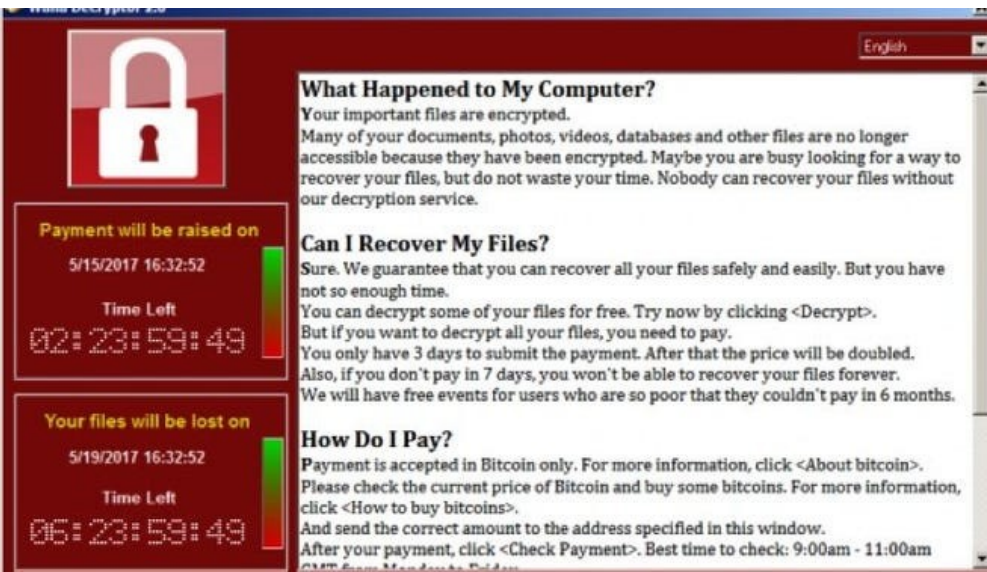 Wana Decrypt0r 2.0
English
What Happened to My Computer?
Your important files are encrypted.
Many of your documents, photos, videos, databases and other files are no longer
accessible because they have been encrypted. Maybe you are busy looking for a way to
recover your files, but do not waste your time. Nobody can recover your files without
our decryption service.
Payment will be raised on
5/15/2017 16:32:52
Time Left
02:23:59:49
Can I Recover My Files?
Sure. We guarantee that you can recover all your files safely and easily. But you have
not so enough time.
You can decrypt some of your files for free. Try now by clicking <Decrypt>.
But if you want to decrypt all your files, you need to pay.
You only have 3 days to submit the payment. After that the price will be doubled.
Also, if you don't pay in 7 days, you won't be able to recover your files forever.
We will have free events for users who are so poor that they couldn't pay in 6 months.
Your files will be lost on
5/19/2017 16:32:52
Time Left
06:23:59:49
How Do I Pay?
Payment is accepted in Bitcoin only. For more information, click <About bitcoin>.
Please check the current price of Bitcoin and buy some bitcoins. For more information,
click <How to buy bitcoins>.
And send the correct amount to the address specified in this window.
After your payment, click <Check Payment>. Best time to check: 9:00am - 11:00am
GMT from Monday to Friday